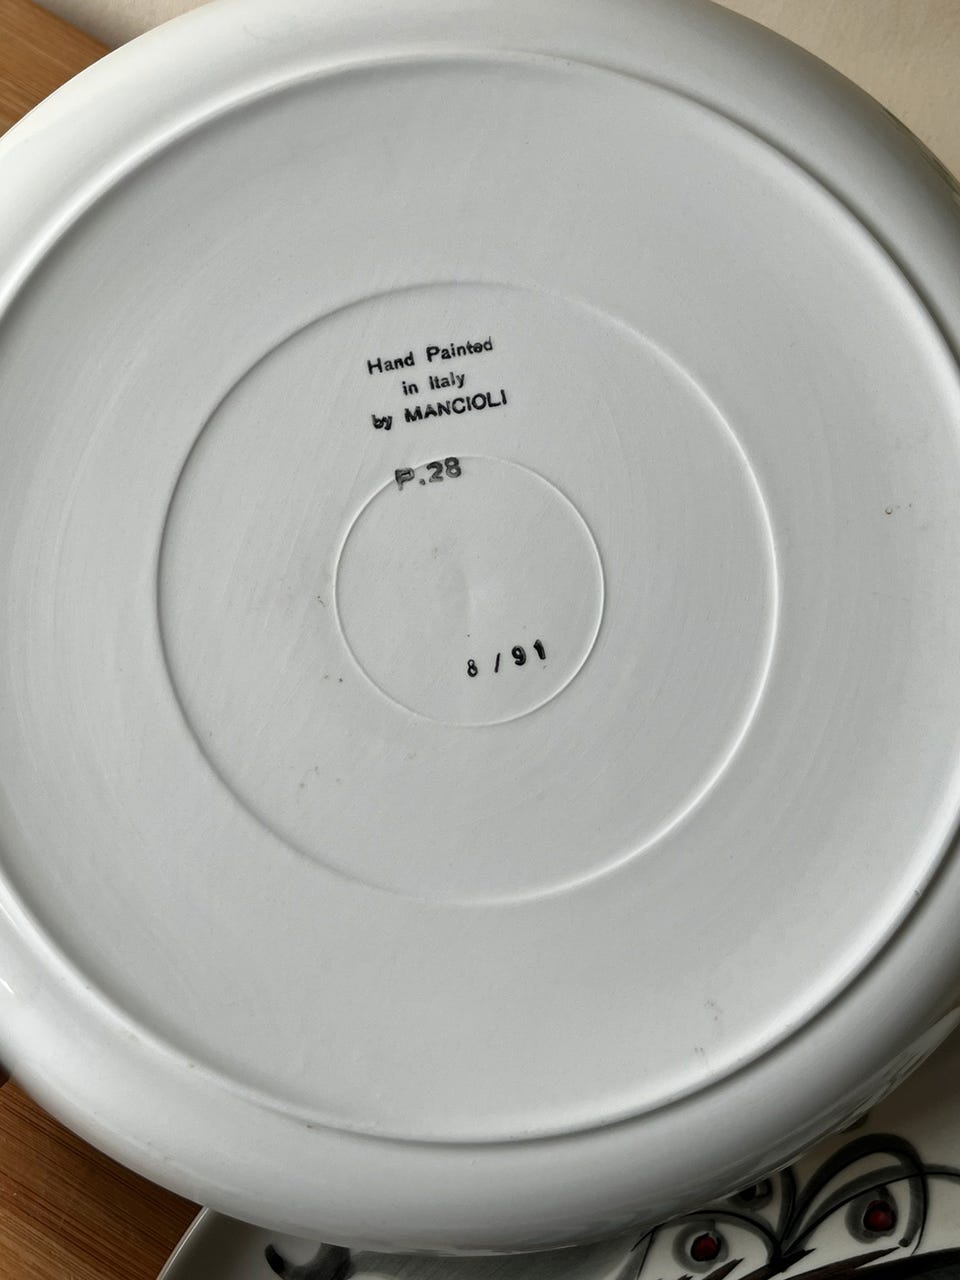 Hand Painted
in Italy
by MANCIOLI
P.28
8 / 91